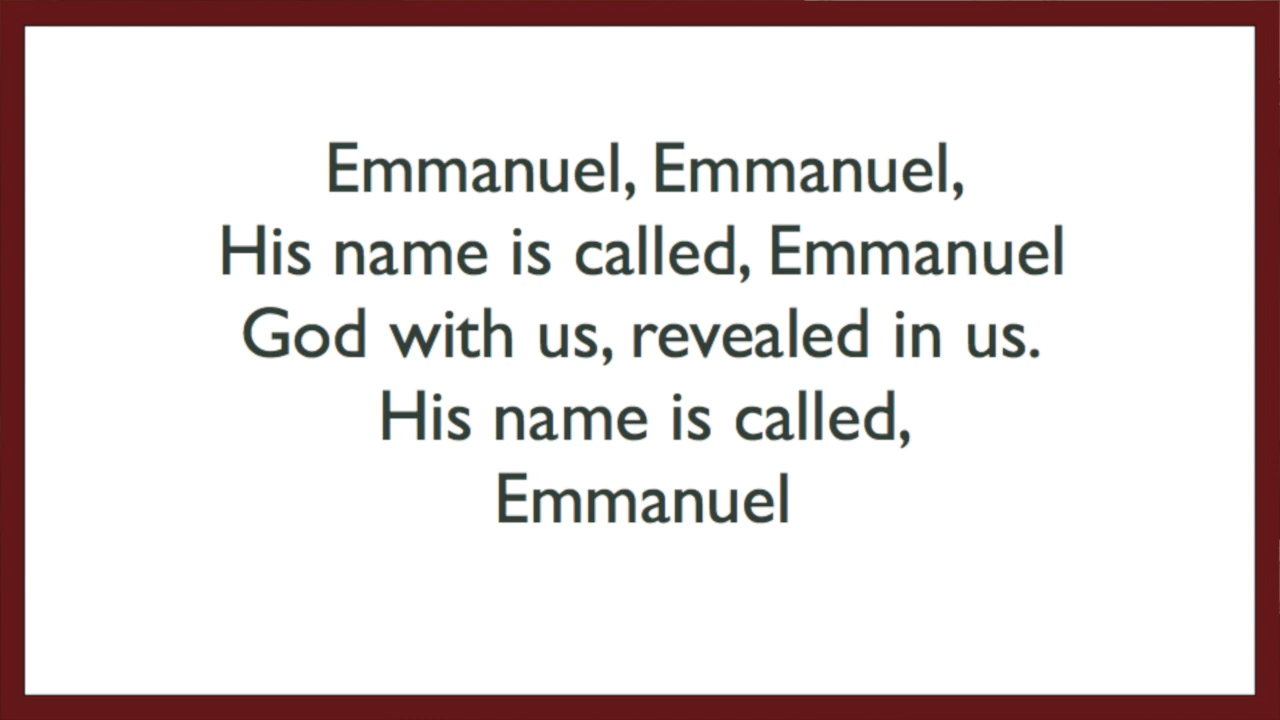 Emmanuel, Emmanuel,
His name is called, Emmanuel
God with us, revealed in us.
His name is called,
Emmanuel